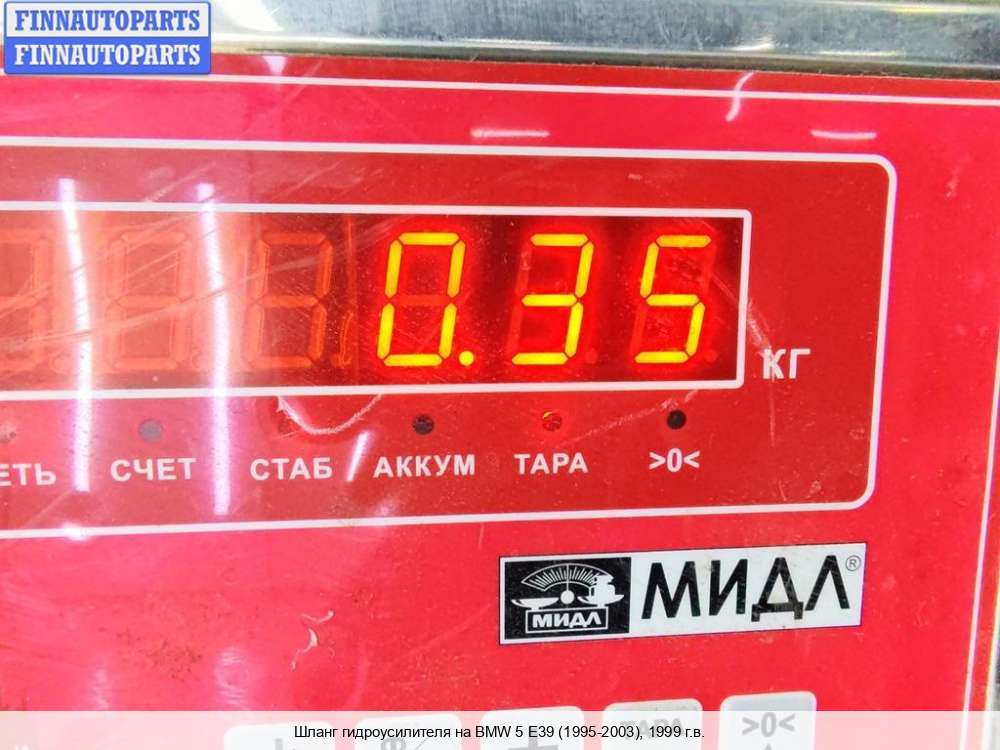 FINNAUTOPARTS
FINNAUTOPARTS
0.35
КГ
СЧЕТ СТАБ АККУМ ТАРА >0<
МИДЛ МИДЛ®
ТАРА >0<
Шланг гидроусилителя на BMW 5 E39 (1995-2003), 1999 г.в.